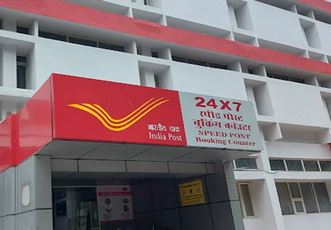 भारतीय डाक
India Post
24X7
स्पीड पोस्ट
बुकिंग काउंटर
SPEED POST
Booking Counter